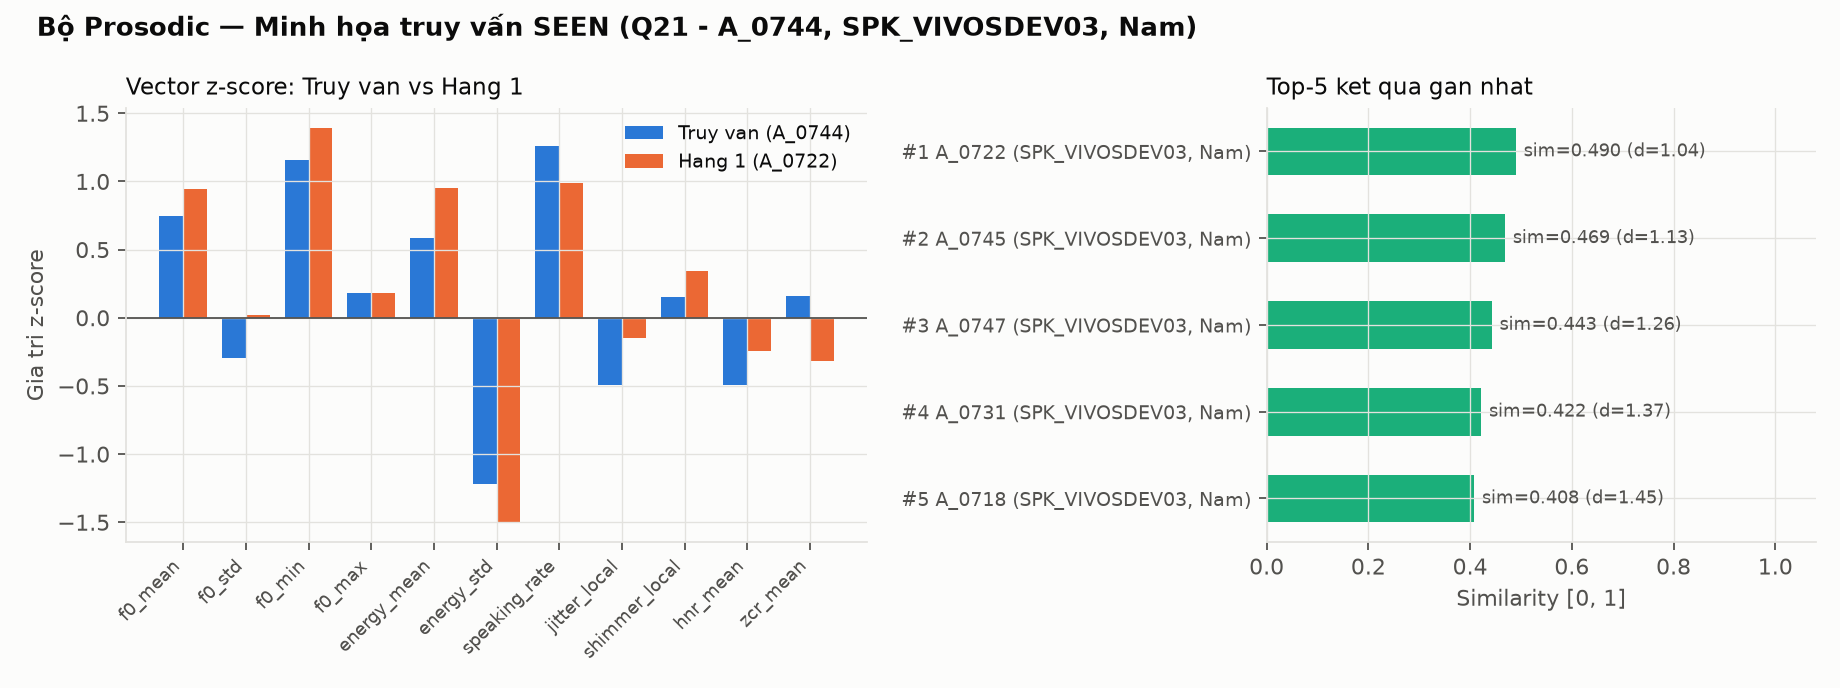 Bộ Prosodic — Minh họa truy vấn SEEN (Q21 - A_0744, SPK_VIVOSDEV03, Nam)
Vector z-score: Truy van vs Hang 1
Gia tri z-score
1.5
1.0
0.5
0.0
−0.5
−1.0
−1.5
Truy van (A_0744)
Hang 1 (A_0722)
f0_mean
f0_std
f0_min
f0_max
energy_mean
energy_std
speaking_rate
jitter_local
shimmer_local
hnr_mean
zcr_mean
Top-5 ket qua gan nhat
#1 A_0722 (SPK_VIVOSDEV03, Nam)
sim=0.490 (d=1.04)
#2 A_0745 (SPK_VIVOSDEV03, Nam)
sim=0.469 (d=1.13)
#3 A_0747 (SPK_VIVOSDEV03, Nam)
sim=0.443 (d=1.26)
#4 A_0731 (SPK_VIVOSDEV03, Nam)
sim=0.422 (d=1.37)
#5 A_0718 (SPK_VIVOSDEV03, Nam)
sim=0.408 (d=1.45)
0.0
0.2
0.4
0.6
0.8
1.0
Similarity [0, 1]